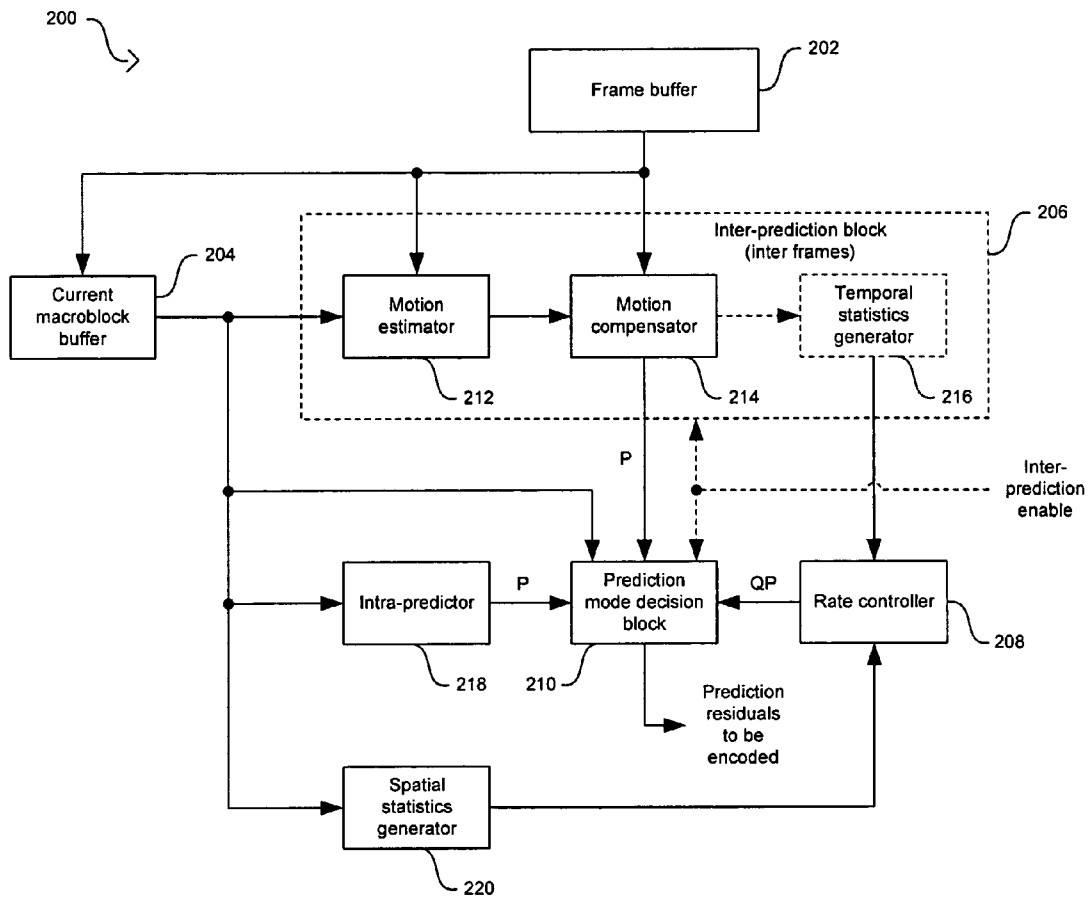 200
202
Frame buffer
206
Inter-prediction block
(inter frames)
204
Current
macroblock
buffer
Motion
estimator
Motion
compensator
Temporal
statistics
generator
212
214
216
P
Inter-
prediction
enable
Intra-predictor
P
Prediction
mode decision
block
QP
Rate controller
218
210
208
Prediction
residuals
to be
encoded
Spatial
statistics
generator
220